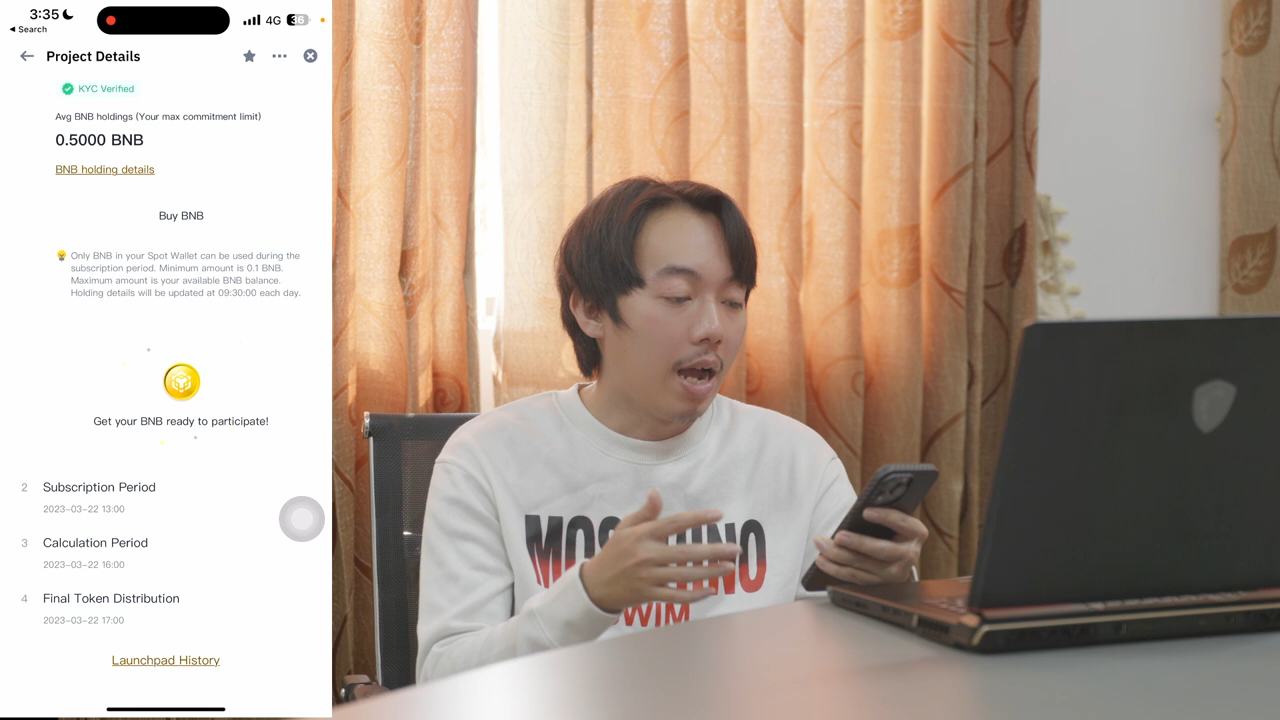 3:35
4G
36
Search
Project Details
KYC Verified
Avg BNB holdings (Your max commitment limit)
0.5000 BNB
BNB holding details
Buy BNB
Only BNB in your Spot Wallet can be used during the
subscription period. Minimum amount is 0.1 BNB.
Maximum amount is your available BNB balance.
Holding details will be updated at 09:30:00 each day.
Get your BNB ready to participate!
2 Subscription Period
2023-03-22 13:00
3 Calculation Period
2023-03-22 16:00
4 Final Token Distribution
2023-03-22 17:00
Launchpad History
SWIM